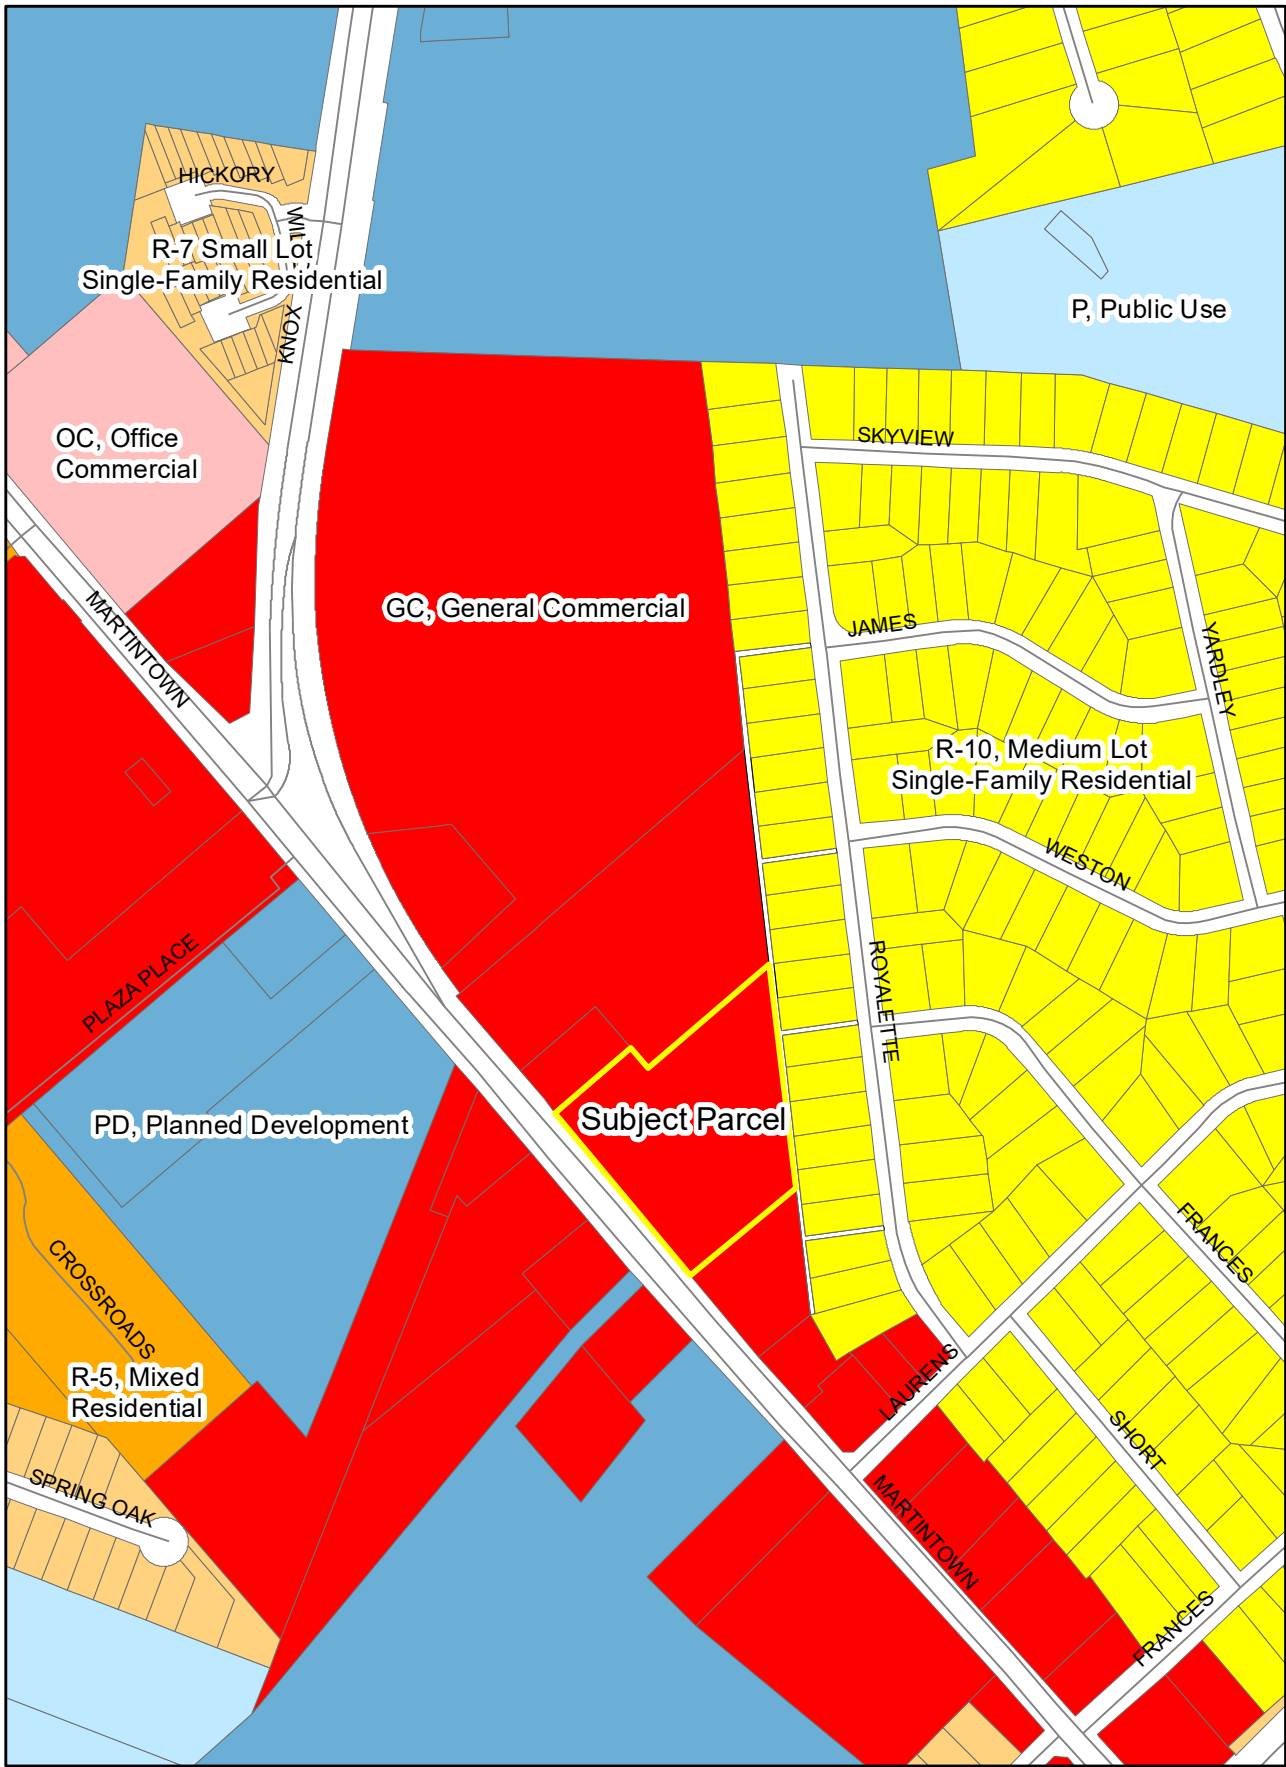 HICKORY
WIL
R-7 Small Lot
Single-Family Residential
KNOX
P, Public Use
OC, Office
Commercial
SKYVIEW
MARTINTOWN
GC, General Commercial
JAMES
YARDLEY
R-10, Medium Lot
Single-Family Residential
WESTON
PLAZA PLACE
ROYALETTE
PD, Planned Development
Subject Parcel
FRANCES
CROSSROADS
R-5, Mixed
Residential
LAURENS
SHORT
SPRING OAK
MARTINTOWN
FRANCES